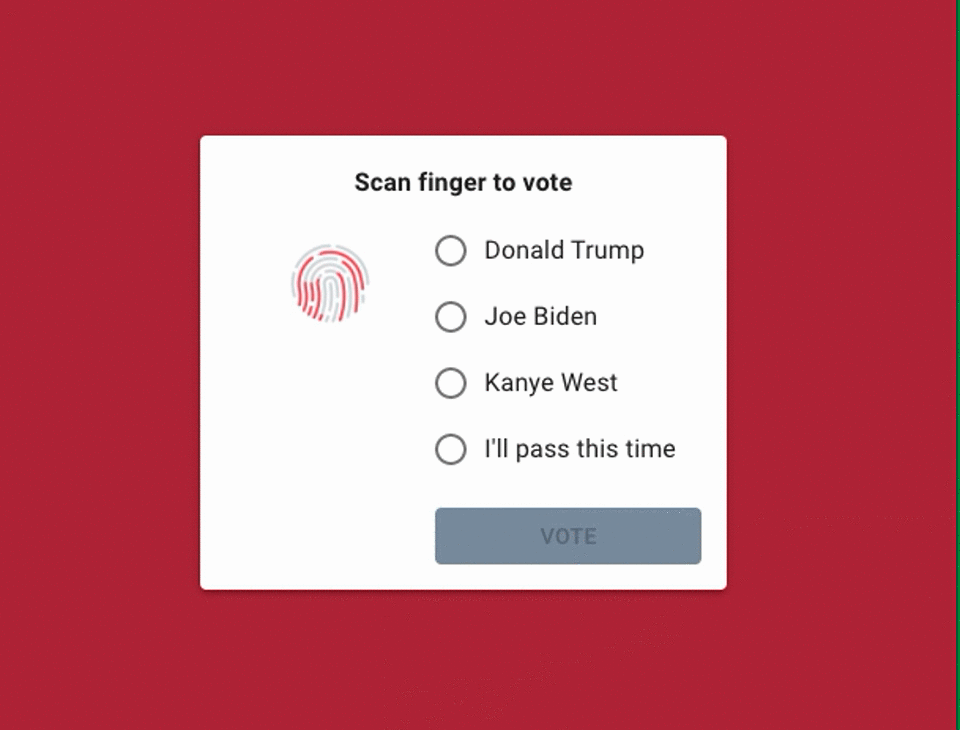 Scan finger to vote
Donald Trump
Joe Biden
Kanye West
I'll pass this time
VOTE